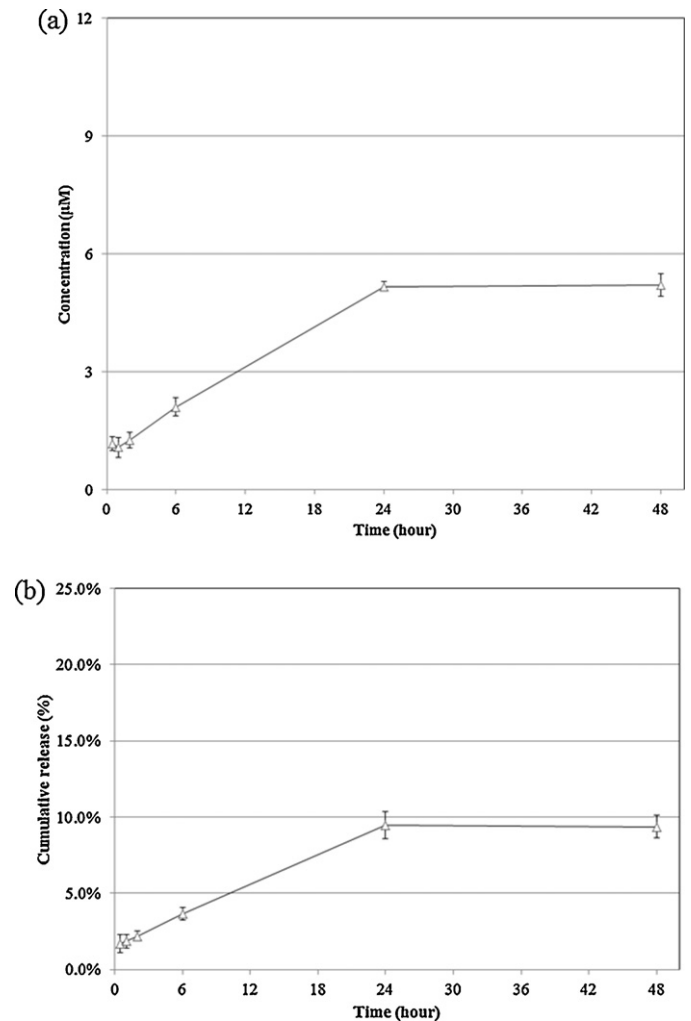 (a)
12
9
6
3
0
Concentration (µM)
0 6 12 18 24 30 36 42 48
Time (hour)
(b)
25.0%
20.0%
15.0%
10.0%
5.0%
0.0%
Cumulative release (%)
0 6 12 18 24 30 36 42 48
Time (hour)